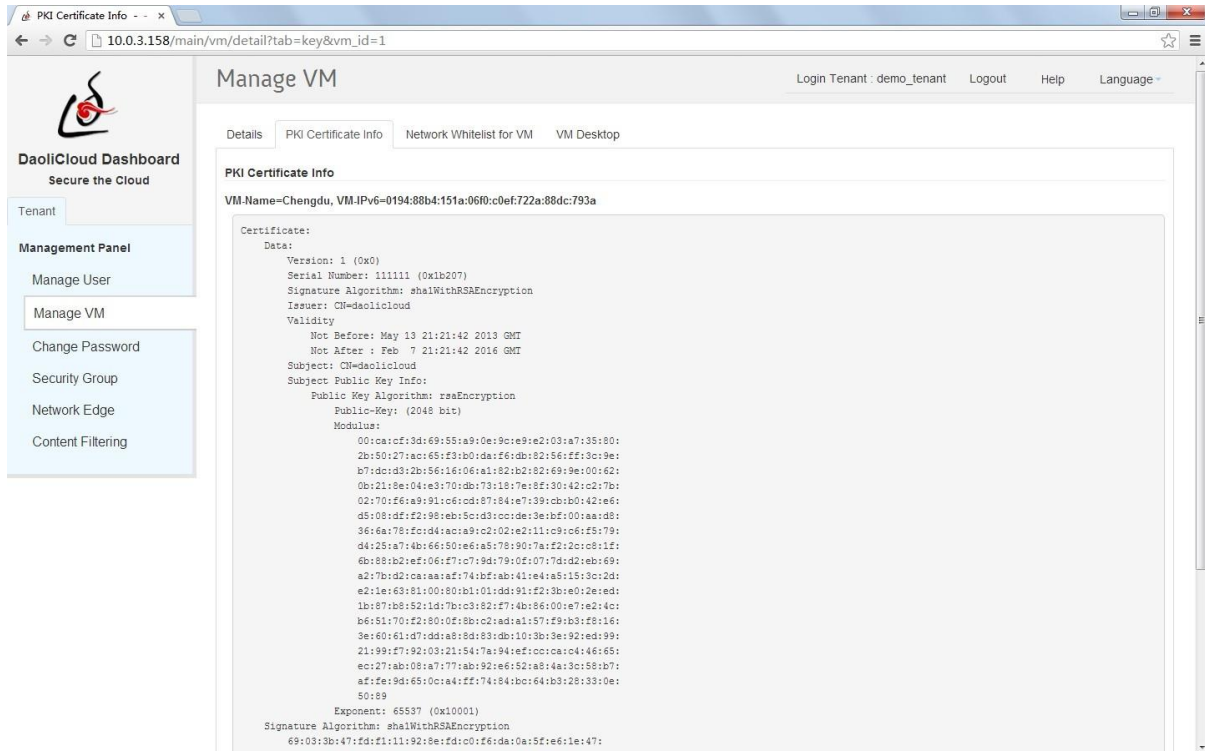 PKI Certificate Info - - x
10.0.3.158/main/vm/detail?tab=key&vm_id=1
DaoliCloud Dashboard
Secure the Cloud
Tenant
Management Panel
Manage User
Manage VM
Change Password
Security Group
Network Edge
Content Filtering
Manage VM
Login Tenant : demo_tenant Logout Help Language
Details PKI Certificate Info Network Whitelist for VM VM Desktop
PKI Certificate Info
VM-Name=Chengdu, VM-IPv6=0194:88b4:151a:06f0:c0ef:722a:88dc:793a
Certificate:
Data:
Version: 1 (0x0)
Serial Number: 111111 (0x1b207)
Signature Algorithm: sha1WithRSAEncryption
Issuer: CN=daolicloud
Validity
Not Before: May 13 21:21:42 2013 GMT
Not After : Feb 7 21:21:42 2016 GMT
Subject: CN=daolicloud
Subject Public Key Info:
Public Key Algorithm: rsaEncryption
Public-Key: (2048 bit)
Modulus:
00:ca:cf:3d:69:55:a9:0e:9c:e9:e2:03:a7:35:80:
2b:50:27:ac:65:f3:b0:da:f6:db:82:56:ff:3c:9e:
b7:dc:d3:2b:56:16:06:a1:82:b2:82:69:9e:00:62:
0b:21:8e:04:e3:70:db:73:18:7e:8f:30:42:c2:7b:
02:70:f6:a9:91:c6:cd:87:84:e7:39:cb:b0:42:e6:
d5:08:df:f2:98:eb:5c:d3:cc:de:3e:bf:00:aa:d8:
36:6a:78:fc:d4:ac:a9:c2:02:e2:11:c9:c6:f5:79:
d4:25:a7:4b:66:50:e6:a5:78:90:7a:f2:2c:c8:1f:
6b:88:b2:ef:06:f7:c7:9d:79:0f:07:7d:d2:eb:69:
a2:7b:d2:ca:aa:af:74:bf:ab:41:e4:a5:15:3c:2d:
e2:1e:63:81:00:80:b1:01:dd:91:f2:3b:e0:2e:ed:
1b:87:b8:52:1d:7b:c3:82:f7:4b:86:00:e7:e2:4c:
b6:51:70:f2:80:0f:8b:c2:ad:a1:57:f9:b3:f8:16:
3e:60:61:d7:dd:a8:8d:83:db:10:3b:3e:92:ed:99:
21:99:f7:92:03:21:54:7a:94:ef:cc:ca:c4:46:65:
ec:27:ab:08:a7:77:ab:92:e6:52:a8:4a:3c:58:b7:
af:fe:9d:65:0c:a4:ff:74:84:bc:64:b3:28:33:0e:
50:89
Exponent: 65537 (0x10001)
Signature Algorithm: sha1WithRSAEncryption
69:03:3b:47:fd:f1:11:92:8e:fd:c0:f6:da:0a:5f:e6:1e:47: